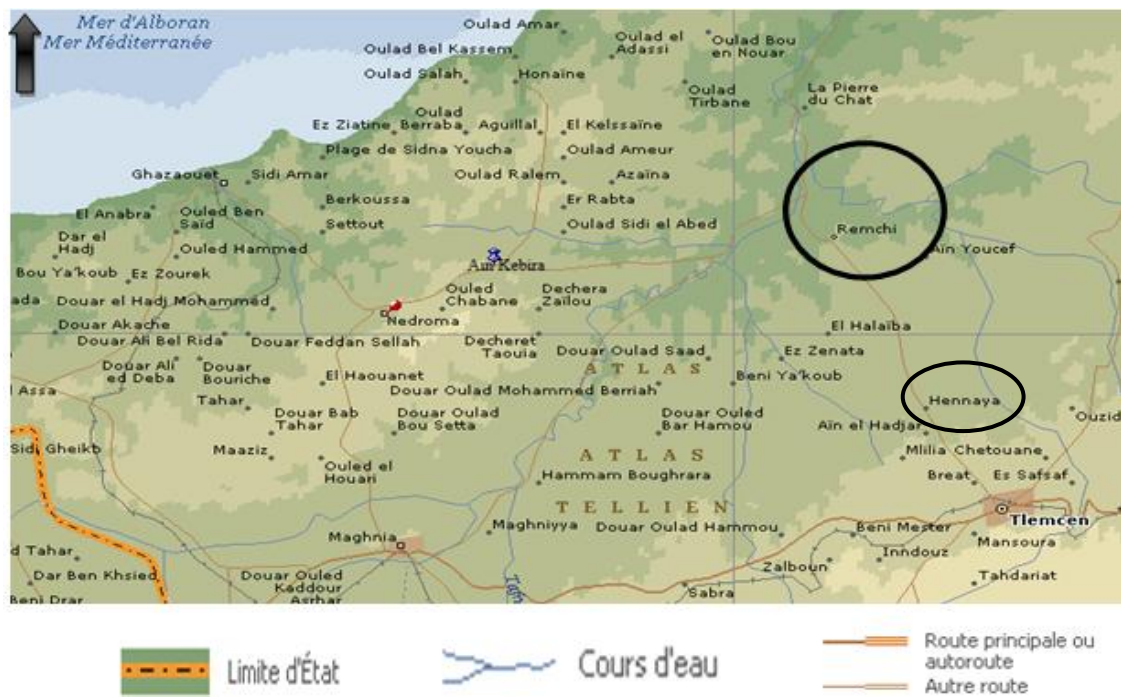 Mer d'Alboran
Mer Méditerranée
Oulad Amar
Oulad Bel Kassem
Oulad el
Adassi
Oulad Bou
en Nouar
Oulad Salah
Honaïne
Oulad
Tirbane
La Pierre
du Chat
Oulad
Berraba
Ez Ziatine
Aguillal
El Kelssaïne
Plage de Sidna Youcha
Oulad Ameur
Ghazaouet
Sidi Amar
Oulad Ralem
Azaïna
El Anabra
Ouled Ben
Saïd
Berkoussa
Er Rabta
Dar el
Hadj
Ouled Hammed
Settout
Oulad Sidi el Abed
Remchi
Aïn Youcef
Bou Ya'koub
Ez Zourek
Ain Kebira
ada
Douar el Hadj Mohammed
Ouled
Chabane
Dechera
Zaïlou
Nedroma
Douar Akache
Douar Ali Bel Rida
Douar Feddan Sellah
Decheret
Taouia
Douar Oulad Saad
El Halaïba
Ez Zenata
Douar Ali
ed Deba
Douar
Bouriche
El Haouanet
ATLAS
Beni Ya'koub
l Assa
Tahar
Douar Oulad Mohammed Berriah
Hennaya
Douar Bab
Tahar
Douar Oulad
Bou Setta
Douar Ouled
Bar Hamou
Aïn el Hadjar
Ouzid
Sidi Gheikb
Maaziz
Ouled el
Houari
ATLAS
Mlilia
Chetouane
Hammam Boughrara
Breat
Es Safsaf
TELLIEN
Tlemcen
Maghniyya
Douar Oulad Hammou
Beni Mester
Mansoura
Maghnia
d Tahar
Zalboun
Inndouz
Dar Ben Khsied
Douar Ouled
Kaddour
Asrhar
Tam
Sabra
Tahdariat
Beni Drar
Limite d'État
Cours d'eau
Route principale ou
autoroute
Autre route